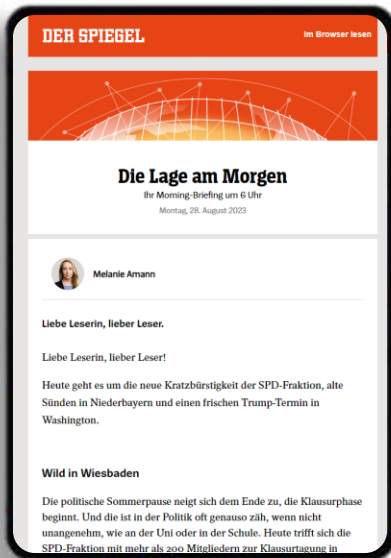 DER SPIEGEL
Im Browser lesen
Die Lage am Morgen
Ihr Morning-Briefing um 6 Uhr
Montag, 28. August 2023
Melanie Amann
Liebe Leserin, lieber Leser.
Liebe Leserin, lieber Leser!
Heute geht es um die neue Kratzbürstigkeit der SPD-Fraktion, alte
Sünden in Niederbayern und einen frischen Trump-Termin in
Washington.
Wild in Wiesbaden
Die politische Sommerpause neigt sich dem Ende zu, die Klausurphase
beginnt. Und die ist in der Politik oft genauso zäh, wenn nicht
unangenehm, wie an der Uni oder in der Schule. Heute trifft sich die
SPD-Fraktion mit mehr als 200 Mitgliedern zur Klausurtagung in